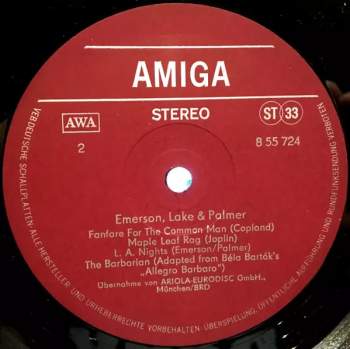 AMIGA
STEREO
AWA
ST 33
2
8 55 724
Emerson, Lake & Palmer
Fanfare For The Common Man (Copland)
Maple Leaf Rag (Joplin)
L. A. Nights (Emerson/Palmer)
The Barbarian (Adapted from Béla Bartók's
„Allegro Barbaro"
Übernahme von ARIOLA-EURODISC GmbH.,
München/BRD
VEB DEUTSCHE SCHALLPLATTEN · ALLE HERSTELLER- UND URHEBERRECHTE VORBEHALTEN · ÜBERSPIELUNG, ÖFFENTLICHE AUFFÜHRUNG UND RUNDFUNKSENDUNG VERBOTEN